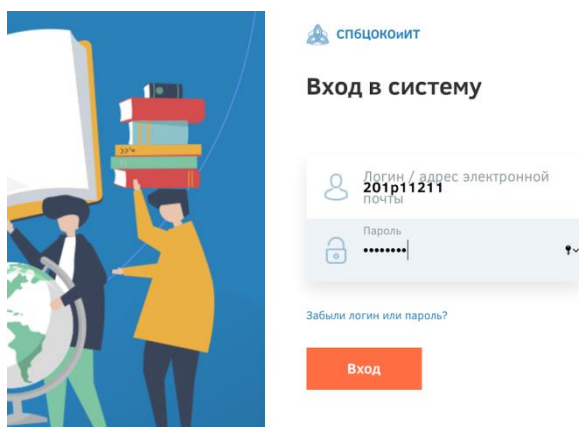 СПбЦОКОиИТ
Вход в систему
Логин / адрес электронной
201p11211
почты
Пароль
••••••••
Забыли логин или пароль?
Вход